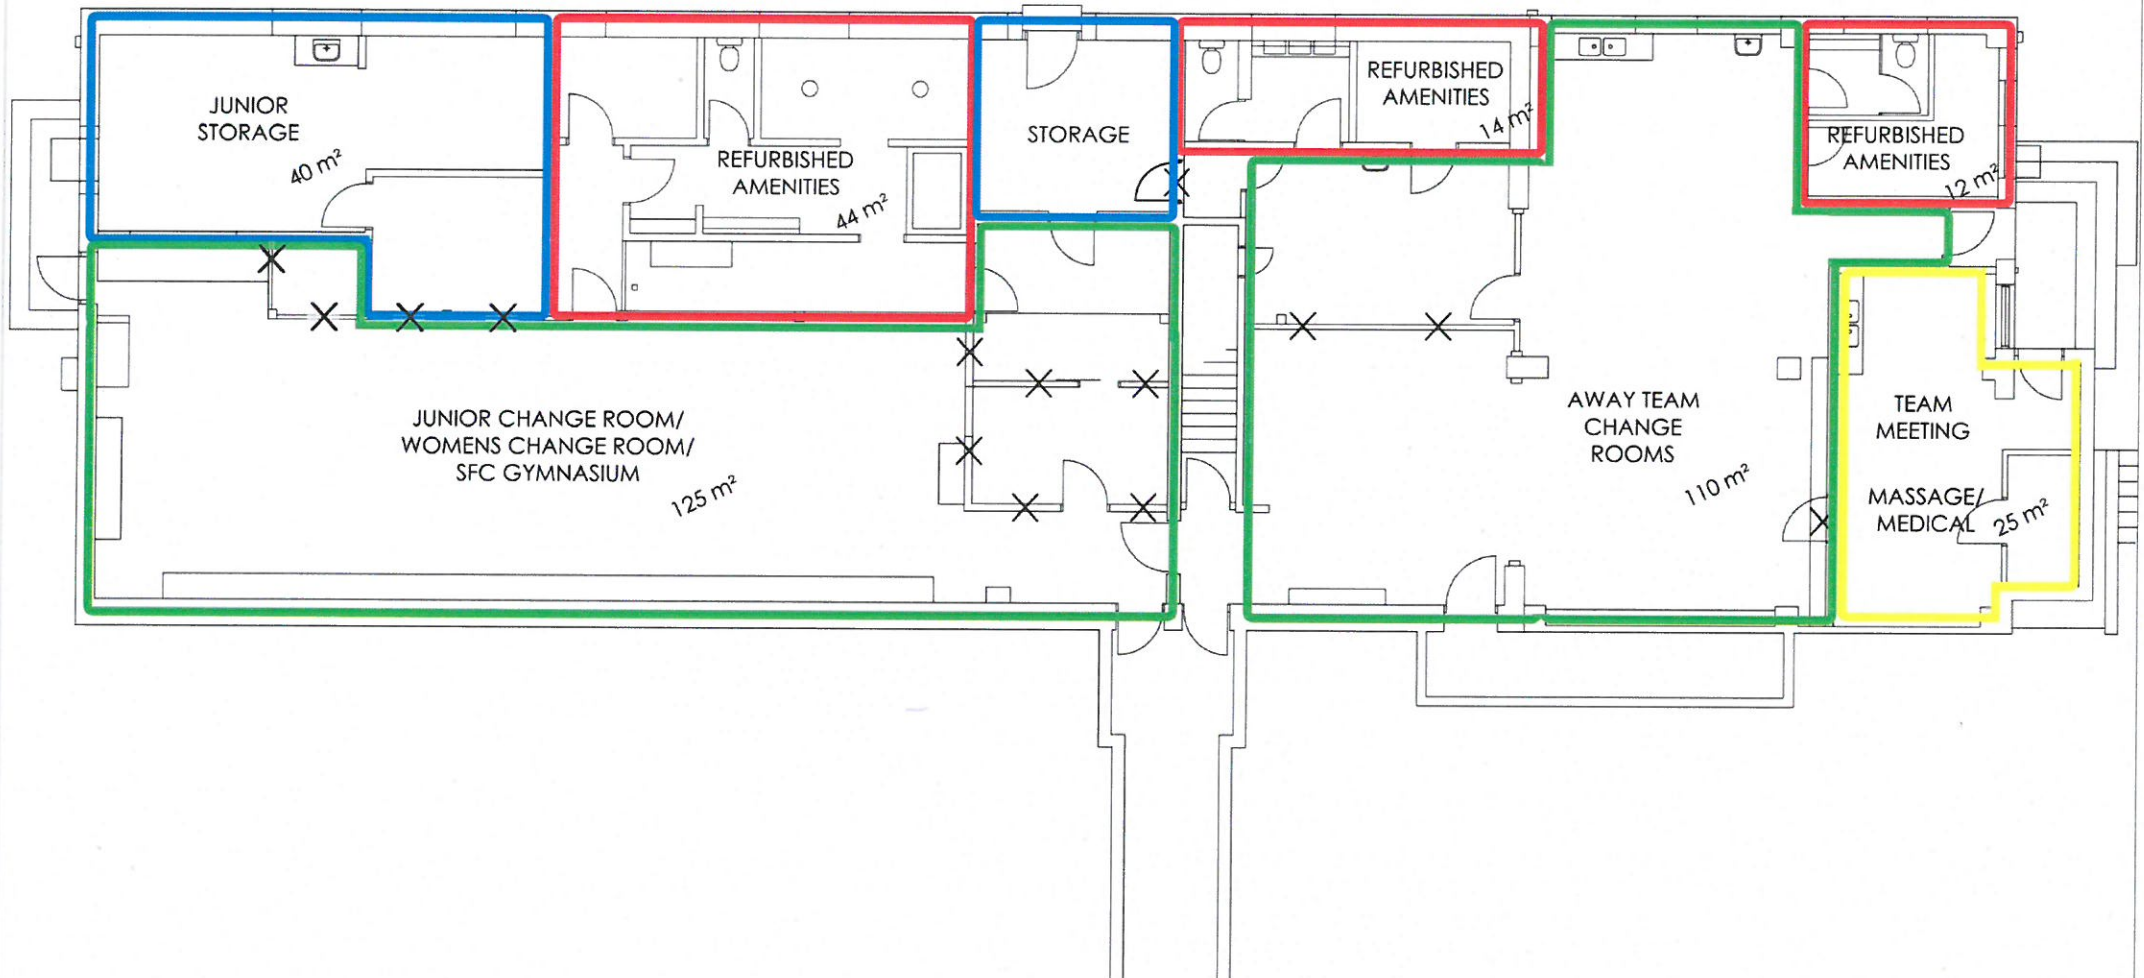 JUNIOR
STORAGE
40 m²
REFURBISHED
AMENITIES
44 m²
STORAGE
REFURBISHED
AMENITIES
14 m²
REFURBISHED
AMENITIES
12 m²
JUNIOR CHANGE ROOM/
WOMENS CHANGE ROOM/
SFC GYMNASIUM
125 m²
AWAY TEAM
CHANGE
ROOMS
110 m²
TEAM
MEETING
MASSAGE/
MEDICAL
25 m²